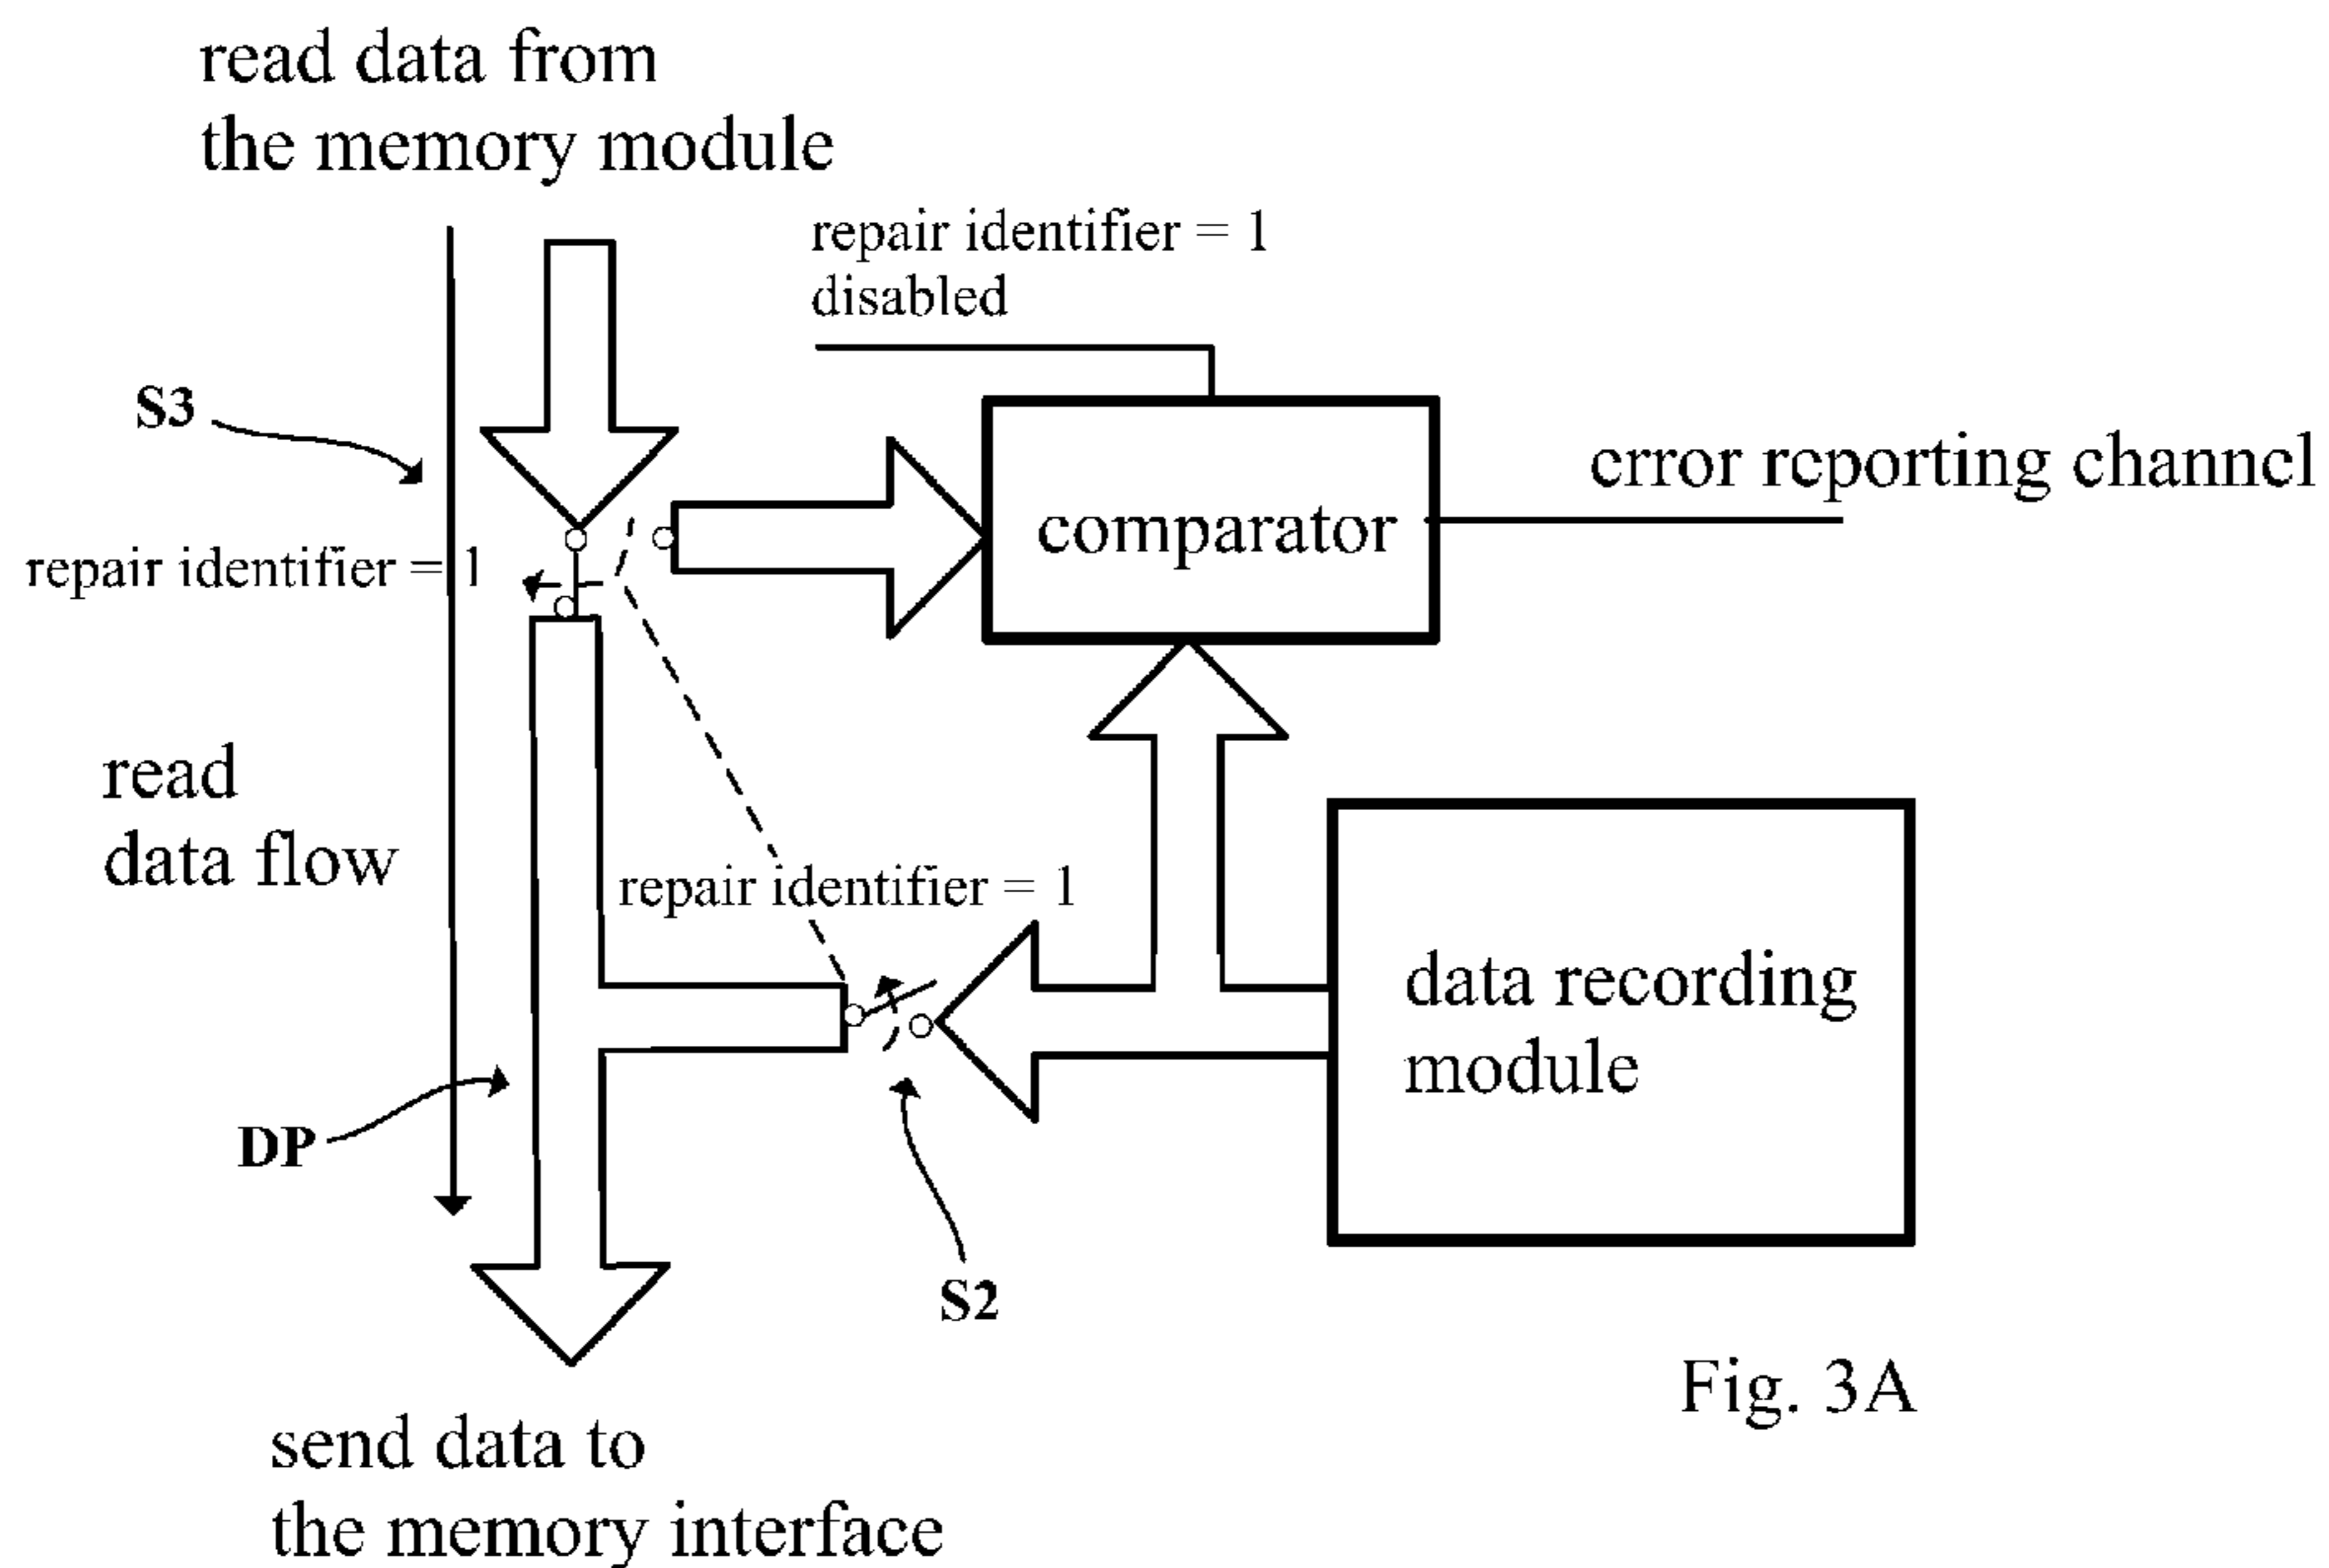 read data from
the memory module
repair identifier = 1
disabled
S3
error reporting channel
comparator
repair identifier = 1
read
data flow
repair identifier = 1
data recording
module
DP
S2
Fig. 3A
send data to
the memory interface